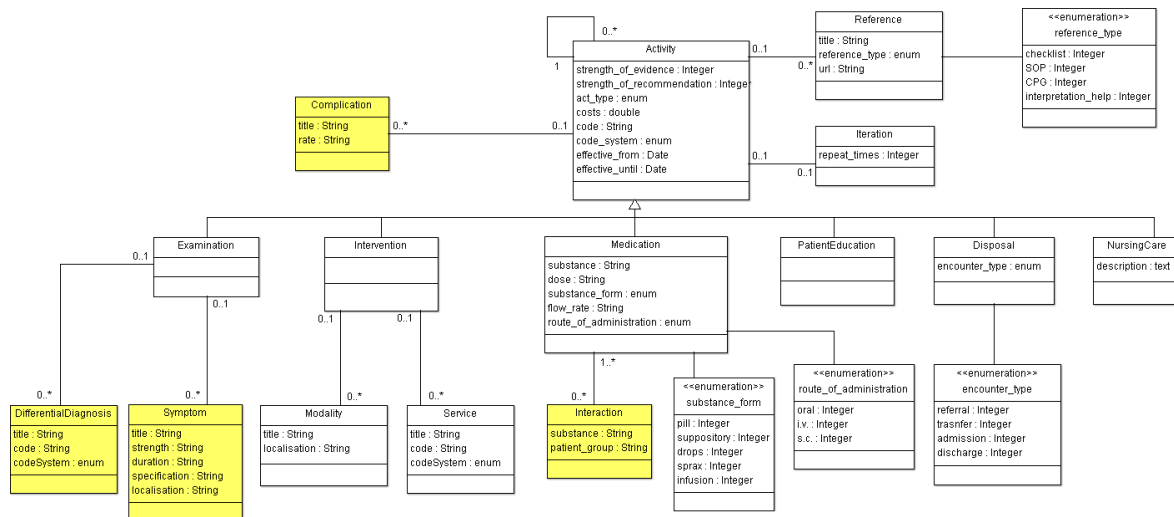 Reference
title : String
reference_type : enum
url : String
<<enumeration>>
reference_type
checklist : Integer
SOP : Integer
CPG : Integer
interpretation_help : Integer
0..*
1
Activity
strength_of_evidence : Integer
strength_of_recommendation : Integer
act_type : enum
costs : double
code : String
code_system : enum
effective_from : Date
effective_until : Date
0..1
0..*
Complication
title : String
rate : String
0..*
0..1
Iteration
repeat_times : Integer
0..1
0..1
Examination
Intervention
Medication
substance : String
dose : String
substance_form : enum
flow_rate : String
route_of_administration : enum
PatientEducation
Disposal
encounter_type : enum
NursingCare
description : text
0..1
0..1
0..1
0..1
1..*
0..*
0..*
0..*
0..*
0..*
DifferentialDiagnosis
title : String
code : String
codeSystem : enum
Symptom
title : String
strength : String
duration : String
specification : String
localisation : String
Modality
title : String
localisation : String
Service
title : String
code : String
codeSystem : enum
Interaction
substance : String
patient_group : String
<<enumeration>>
substance_form
pill : Integer
suppository : Integer
drops : Integer
sprax : Integer
infusion : Integer
<<enumeration>>
route_of_administration
oral : Integer
i.v. : Integer
s.c. : Integer
<<enumeration>>
encounter_type
referral : Integer
trasnfer : Integer
admission : Integer
discharge : Integer